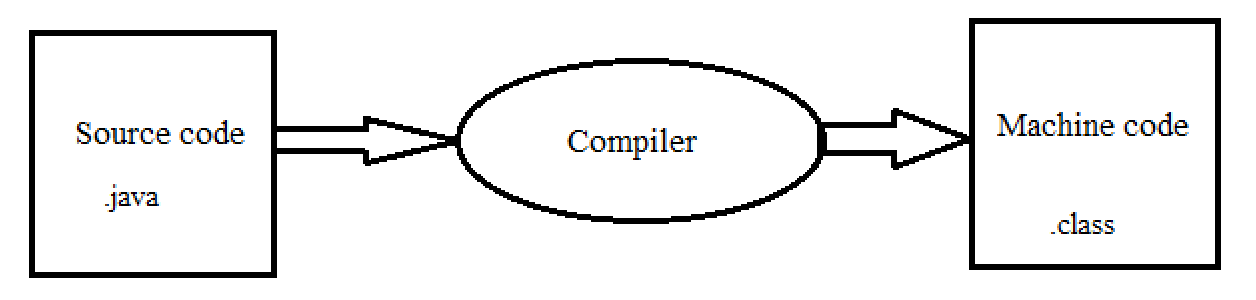 Source code
.java
Compiler
Machine code
.class